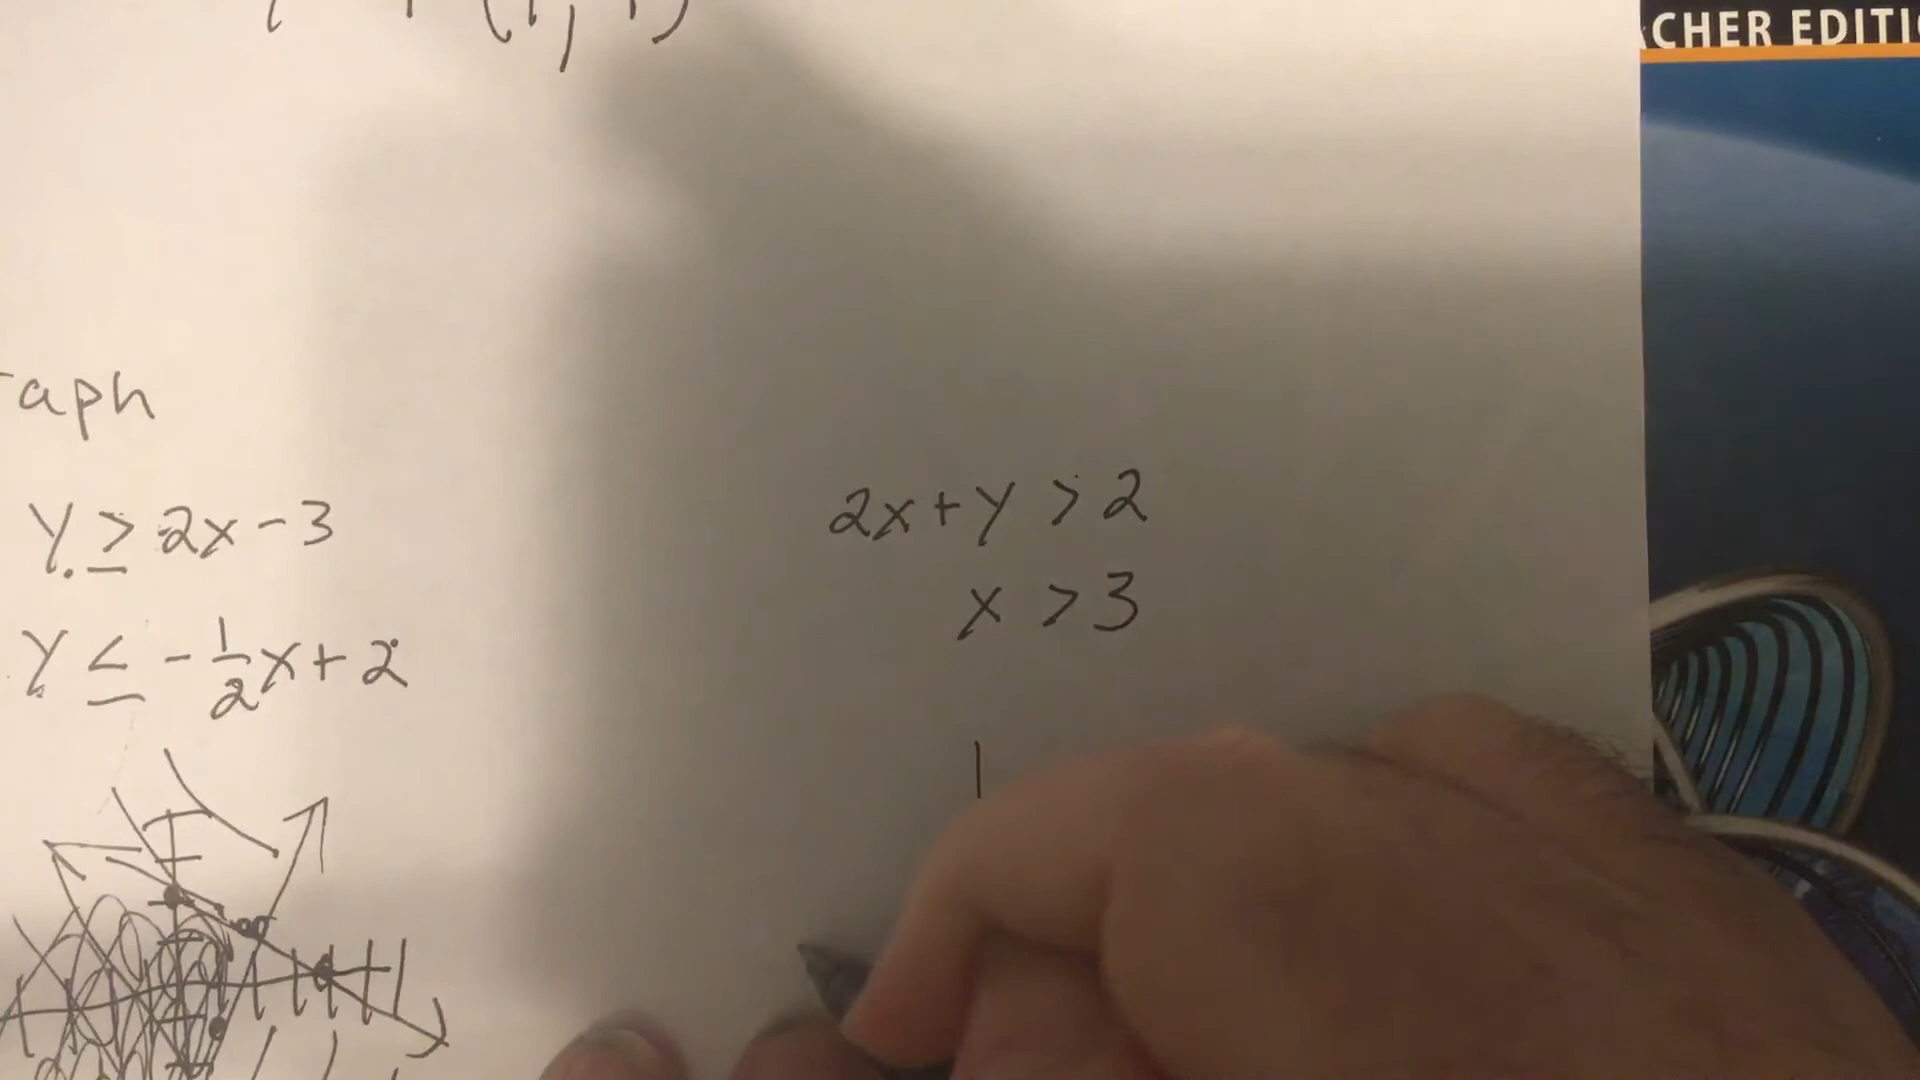 aph
y ≥ 2x - 3
y ≤ -1/2x + 2
2x + y > 2
x > 3
CHER EDITI